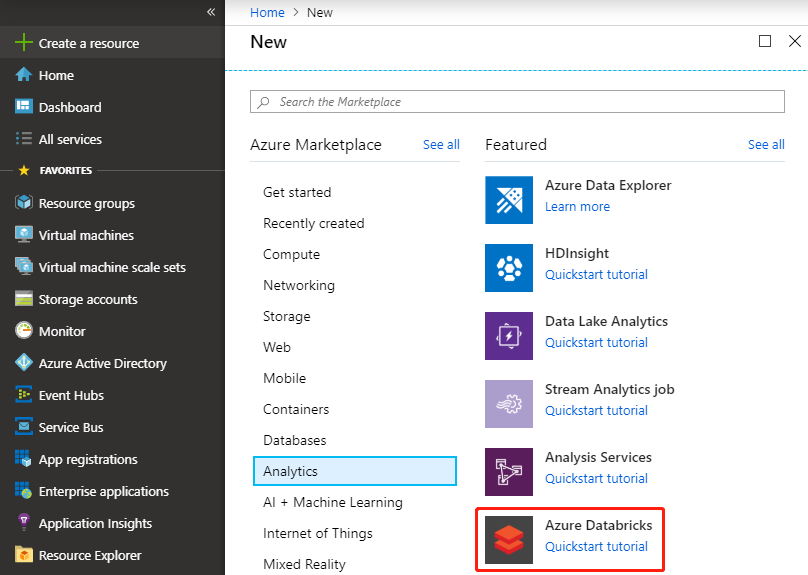 «
Create a resource
Home
Dashboard
All services
FAVORITES
Resource groups
Virtual machines
Virtual machine scale sets
Storage accounts
Monitor
Azure Active Directory
Event Hubs
Service Bus
App registrations
Enterprise applications
Application Insights
Resource Explorer
Home > New
New
Search the Marketplace
Azure Marketplace See all
Get started
Recently created
Compute
Networking
Storage
Web
Mobile
Containers
Databases
Analytics
AI + Machine Learning
Internet of Things
Mixed Reality
Featured See all
Azure Data Explorer
Learn more
HDInsight
Quickstart tutorial
Data Lake Analytics
Quickstart tutorial
Stream Analytics job
Quickstart tutorial
Analysis Services
Quickstart tutorial
Azure Databricks
Quickstart tutorial